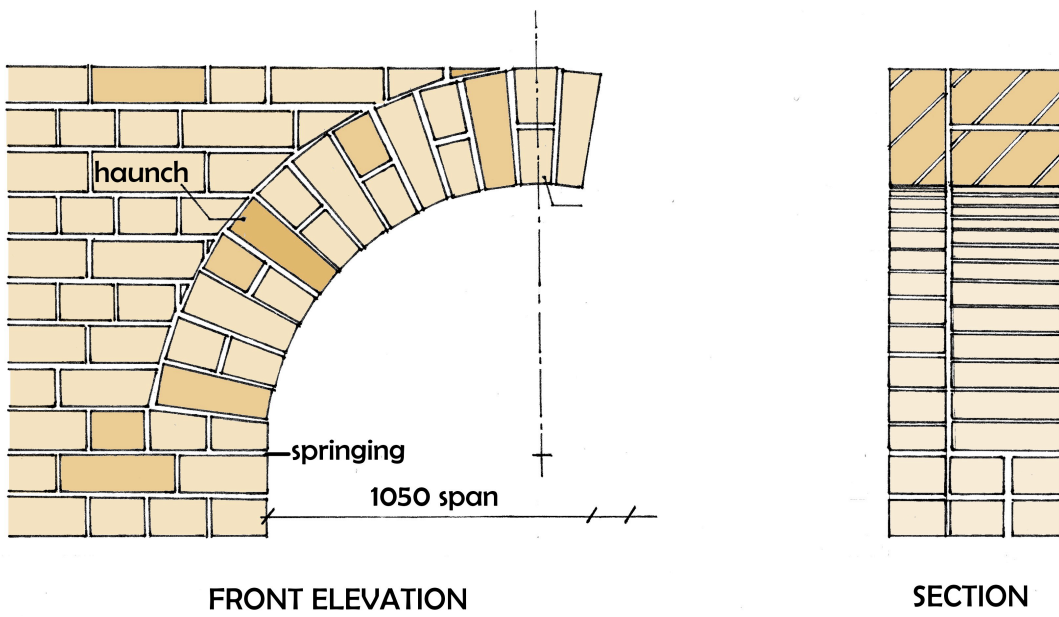 haunch
springing
1050 span
FRONT ELEVATION
SECTION